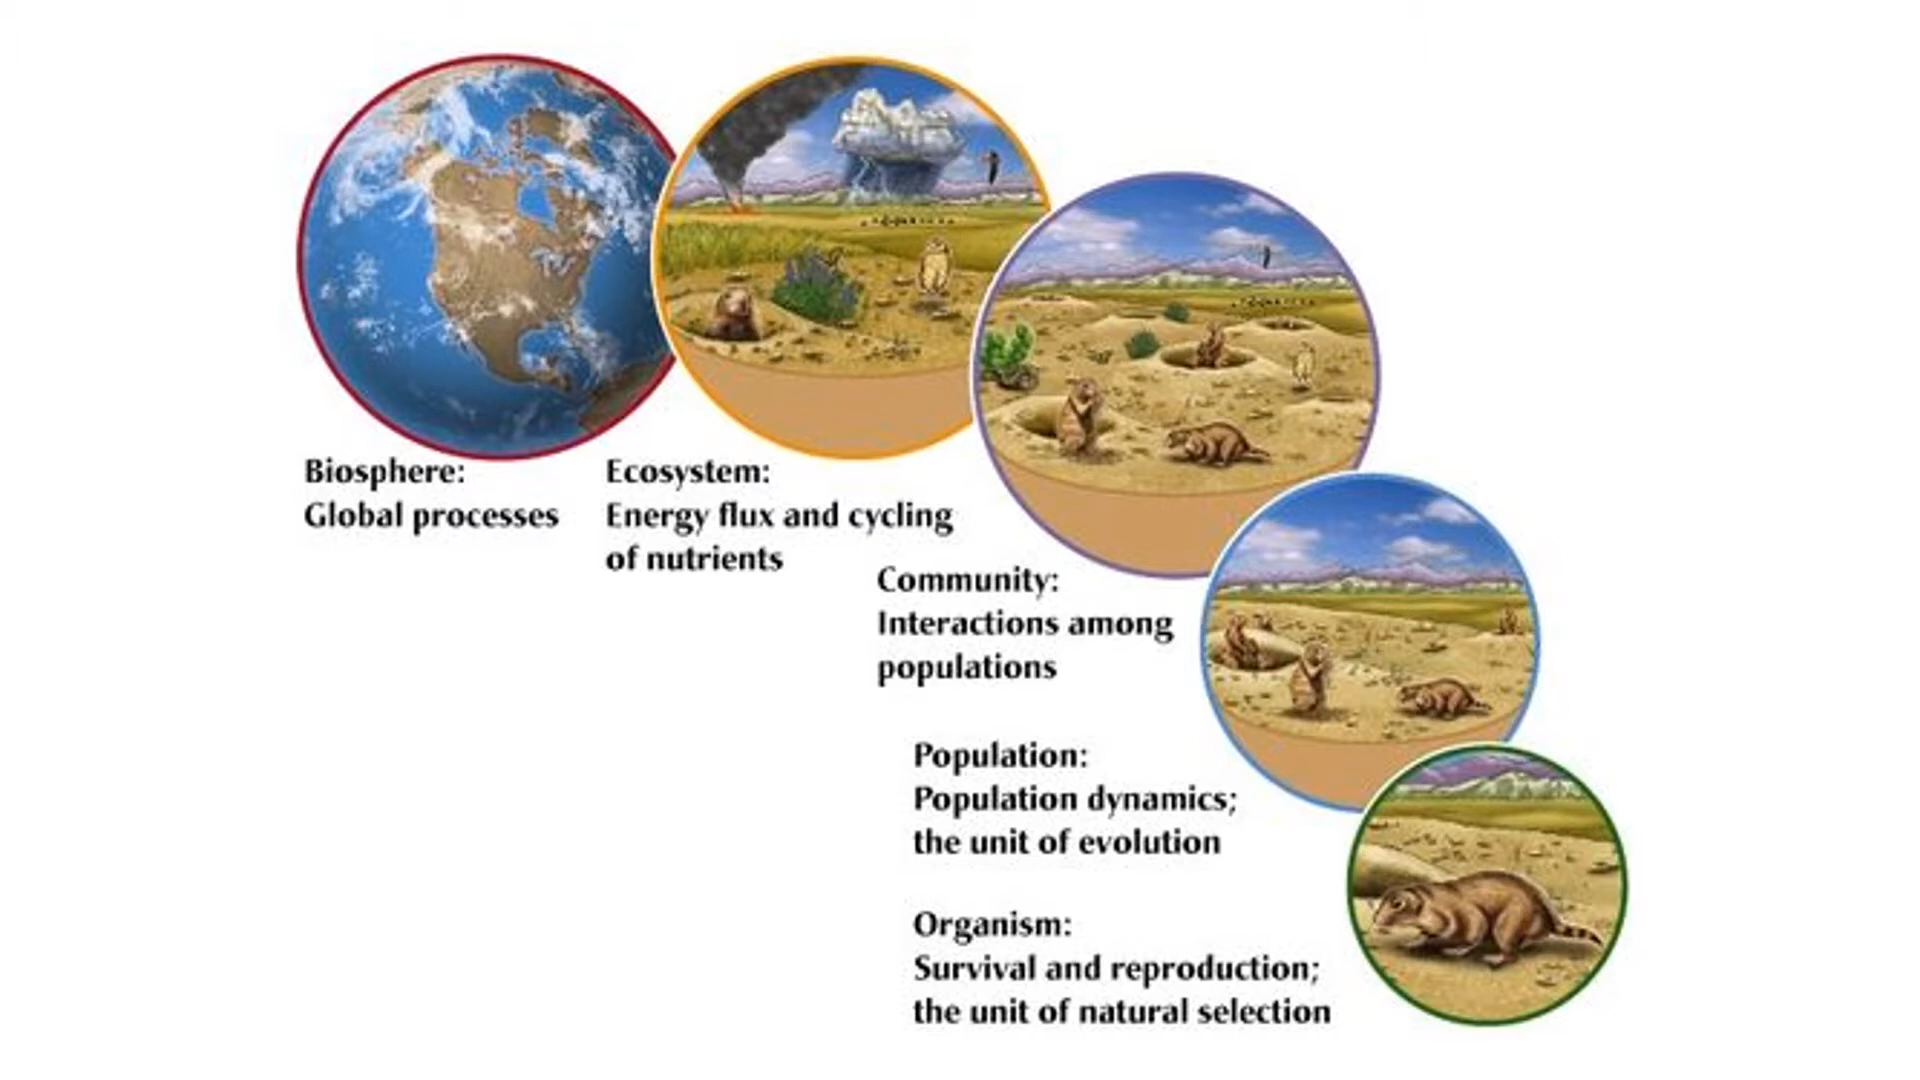 Biosphere:
Global processes
Ecosystem:
Energy flux and cycling
of nutrients
Community:
Interactions among
populations
Population:
Population dynamics;
the unit of evolution
Organism:
Survival and reproduction;
the unit of natural selection